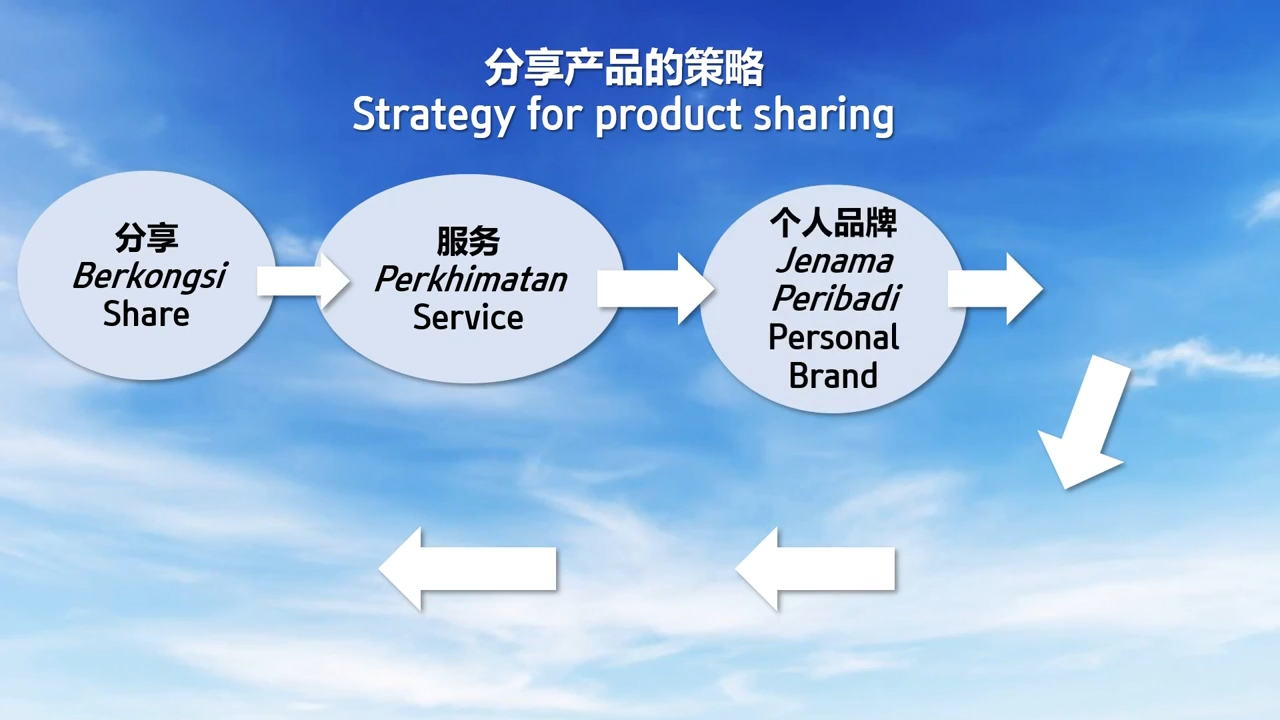 分享产品的策略
Strategy for product sharing
分享
Berkongsi
Share
服务
Perkhimatan
Service
个人品牌
Jenama
Peribadi
Personal
Brand